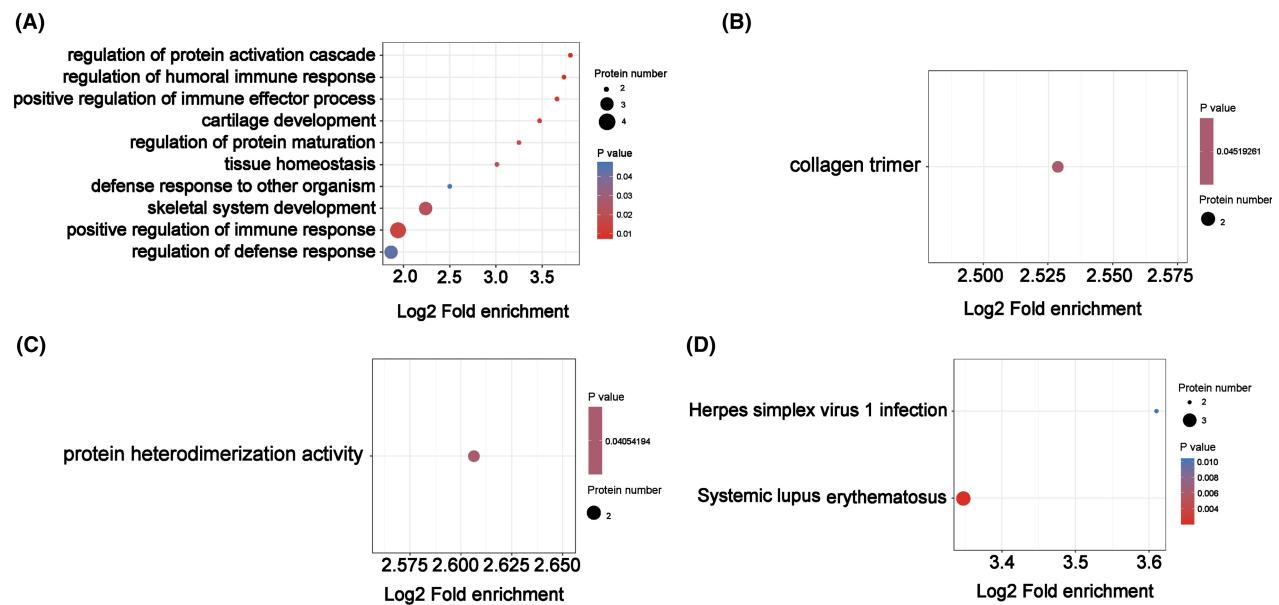 (A)
regulation of protein activation cascade
regulation of humoral immune response
positive regulation of immune effector process
cartilage development
regulation of protein maturation
tissue homeostasis
defense response to other organism
skeletal system development
positive regulation of immune response
regulation of defense response
2.0 2.5 3.0 3.5
Log2 Fold enrichment
Protein number
2
3
4
P value
0.04
0.03
0.02
0.01
(B)
collagen trimer
2.500 2.525 2.550 2.575
Log2 Fold enrichment
P value
0.04519261
Protein number
2
(C)
protein heterodimerization activity
2.575 2.600 2.625 2.650
Log2 Fold enrichment
P value
0.04054194
Protein number
2
(D)
Herpes simplex virus 1 infection
Systemic lupus erythematosus
3.4 3.5 3.6
Log2 Fold enrichment
Protein number
2
3
P value
0.010
0.008
0.006
0.004